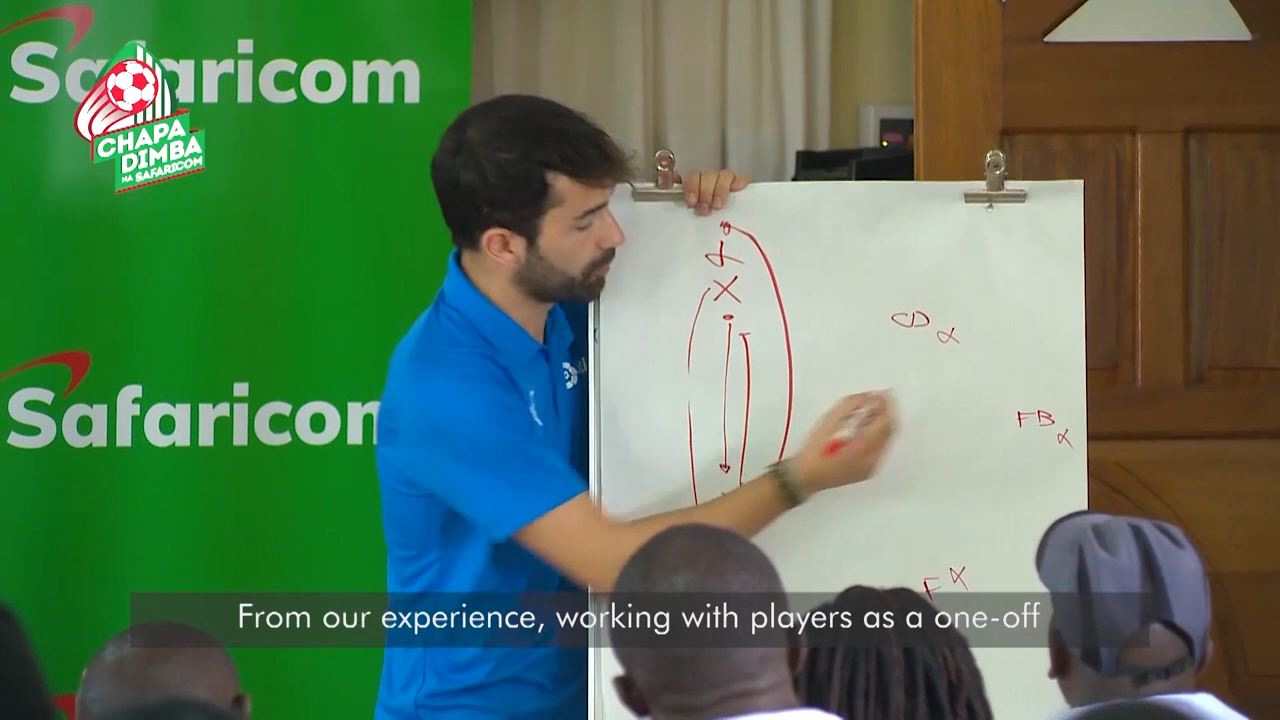 Safaricom
CHAPA
DIMBA
NA SAFARICOM
CD
FB
Safaricom
F
From our experience, working with players as a one-off